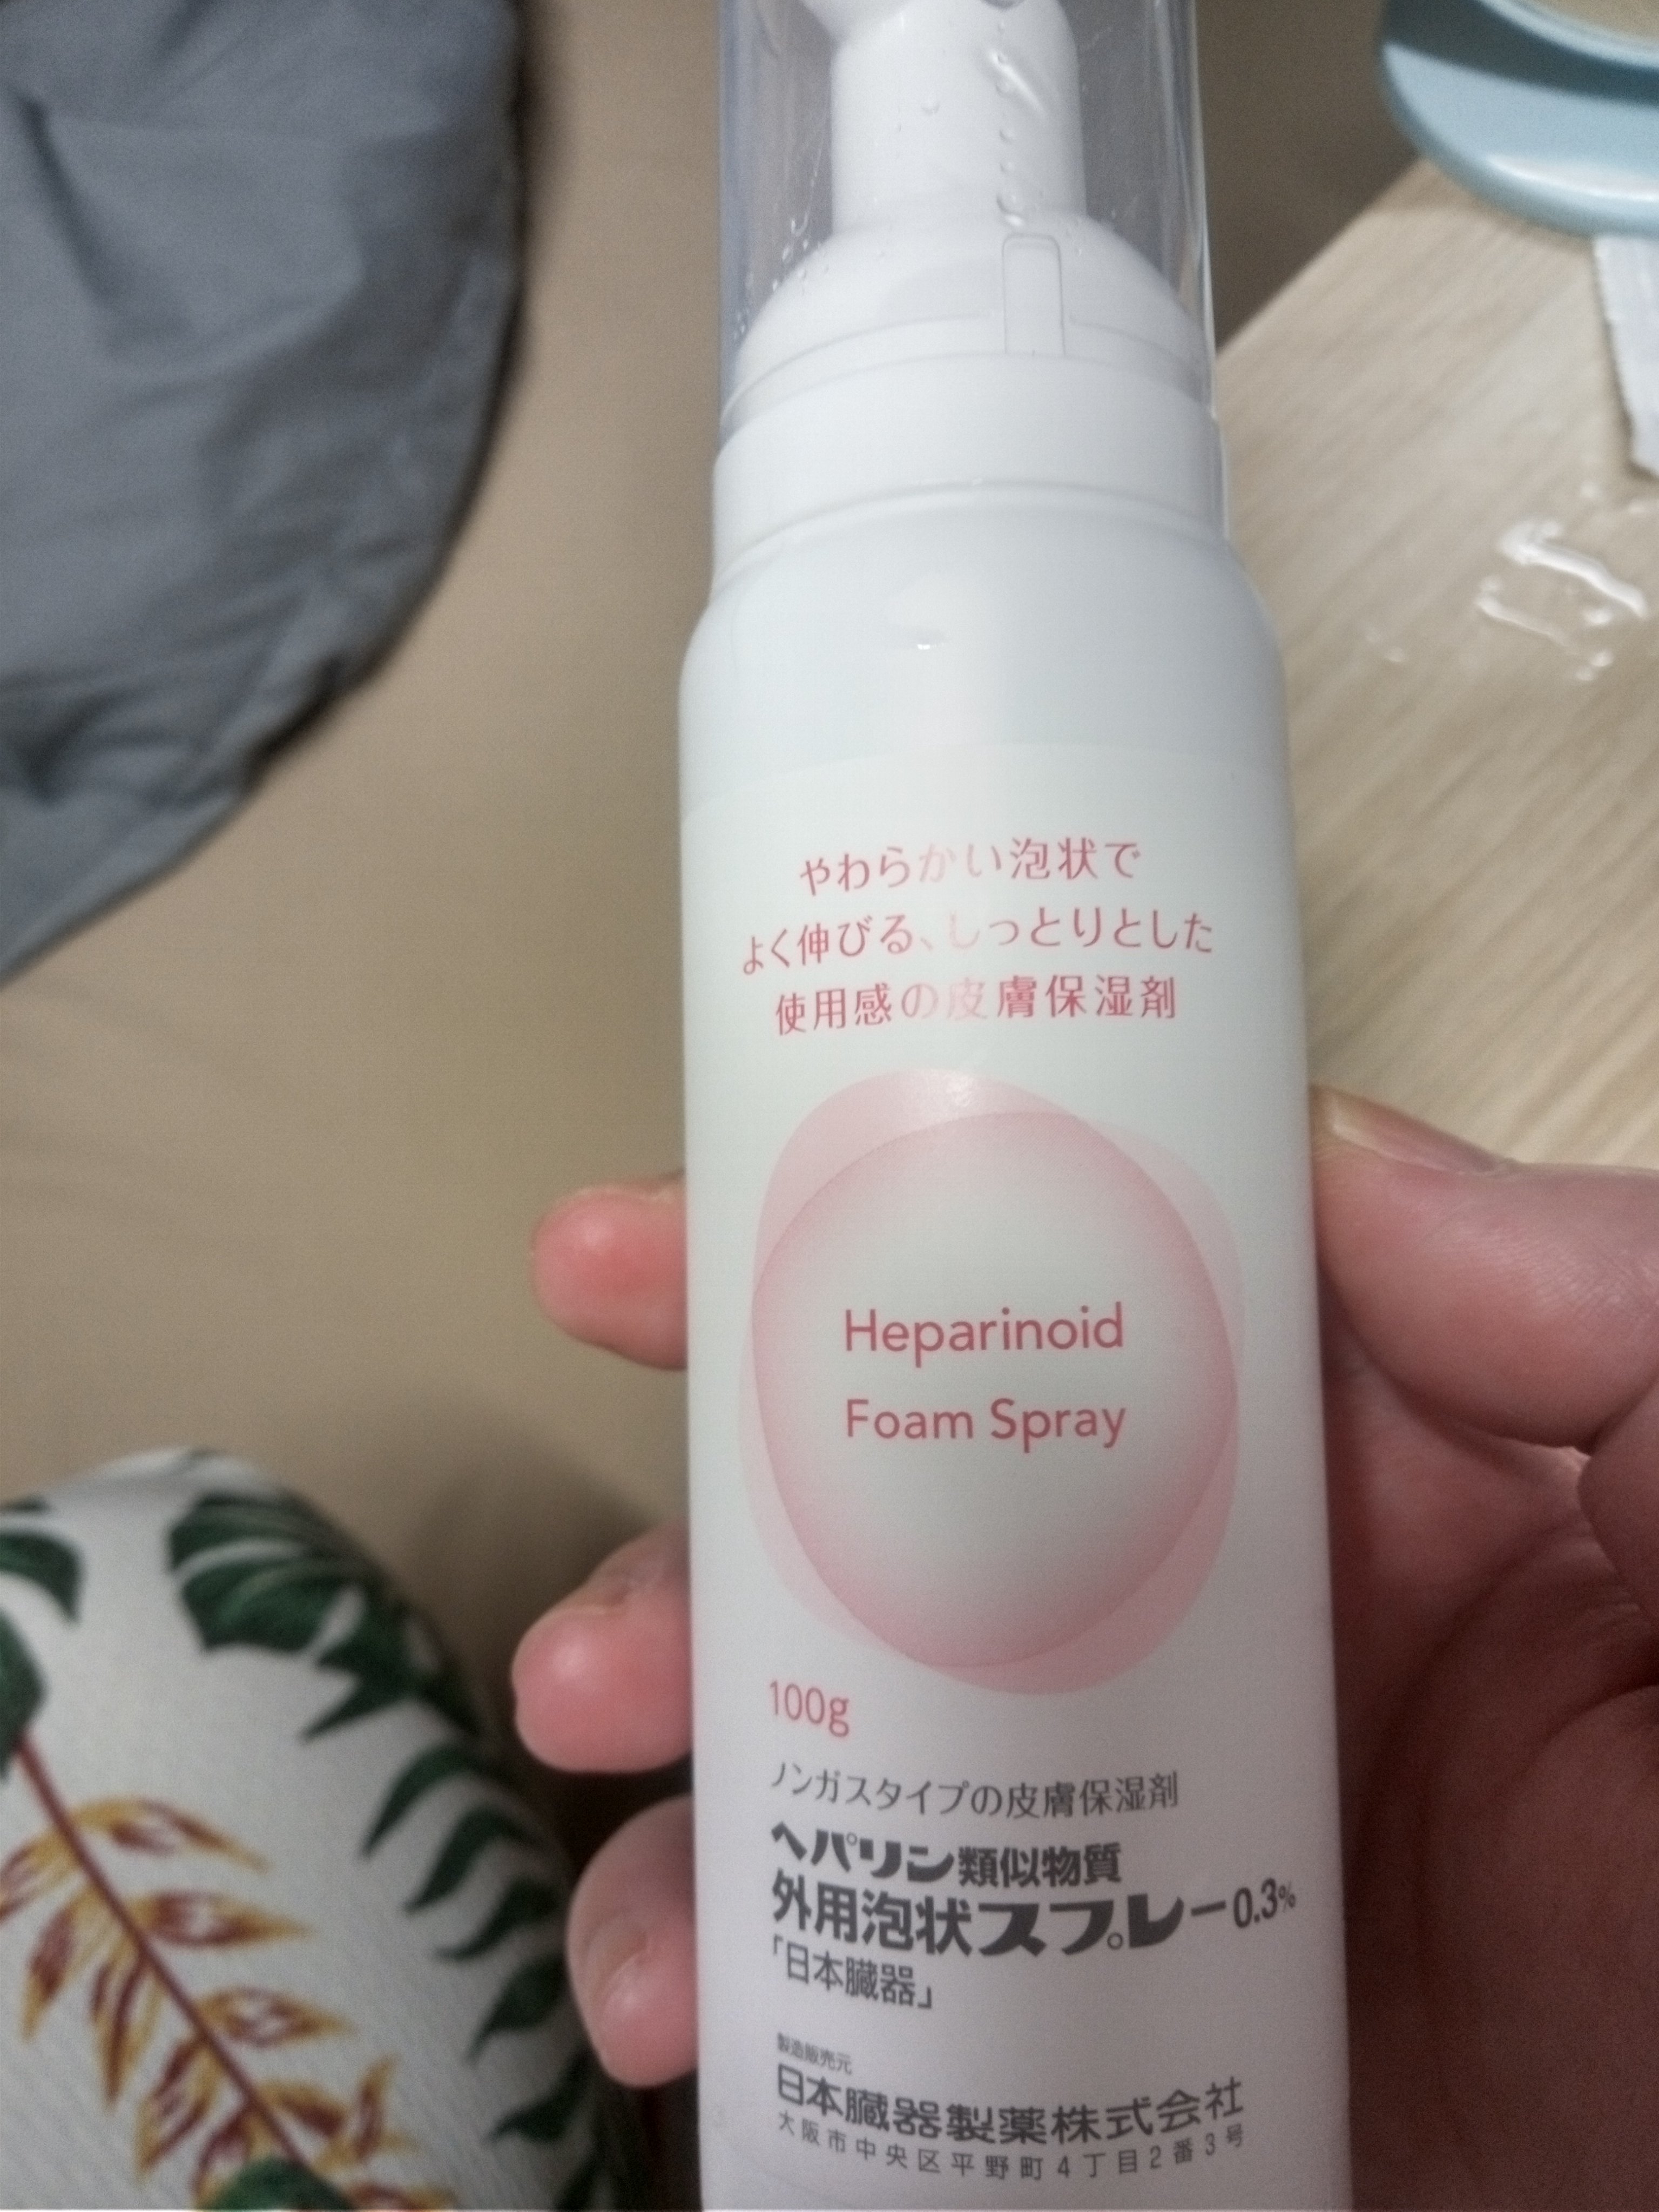 やわらかい泡状で
よく伸びる、しっとりとした
使用感の皮膚保湿剤
Heparinoid
Foam Spray
100g
ノンガスタイプの皮膚保湿剤
ヘパリン類似物質
外用泡状スプレー0.3%
「日本臓器」
製造販売元
日本臓器製薬株式会社
大阪市中央区平野町4丁目2番3号